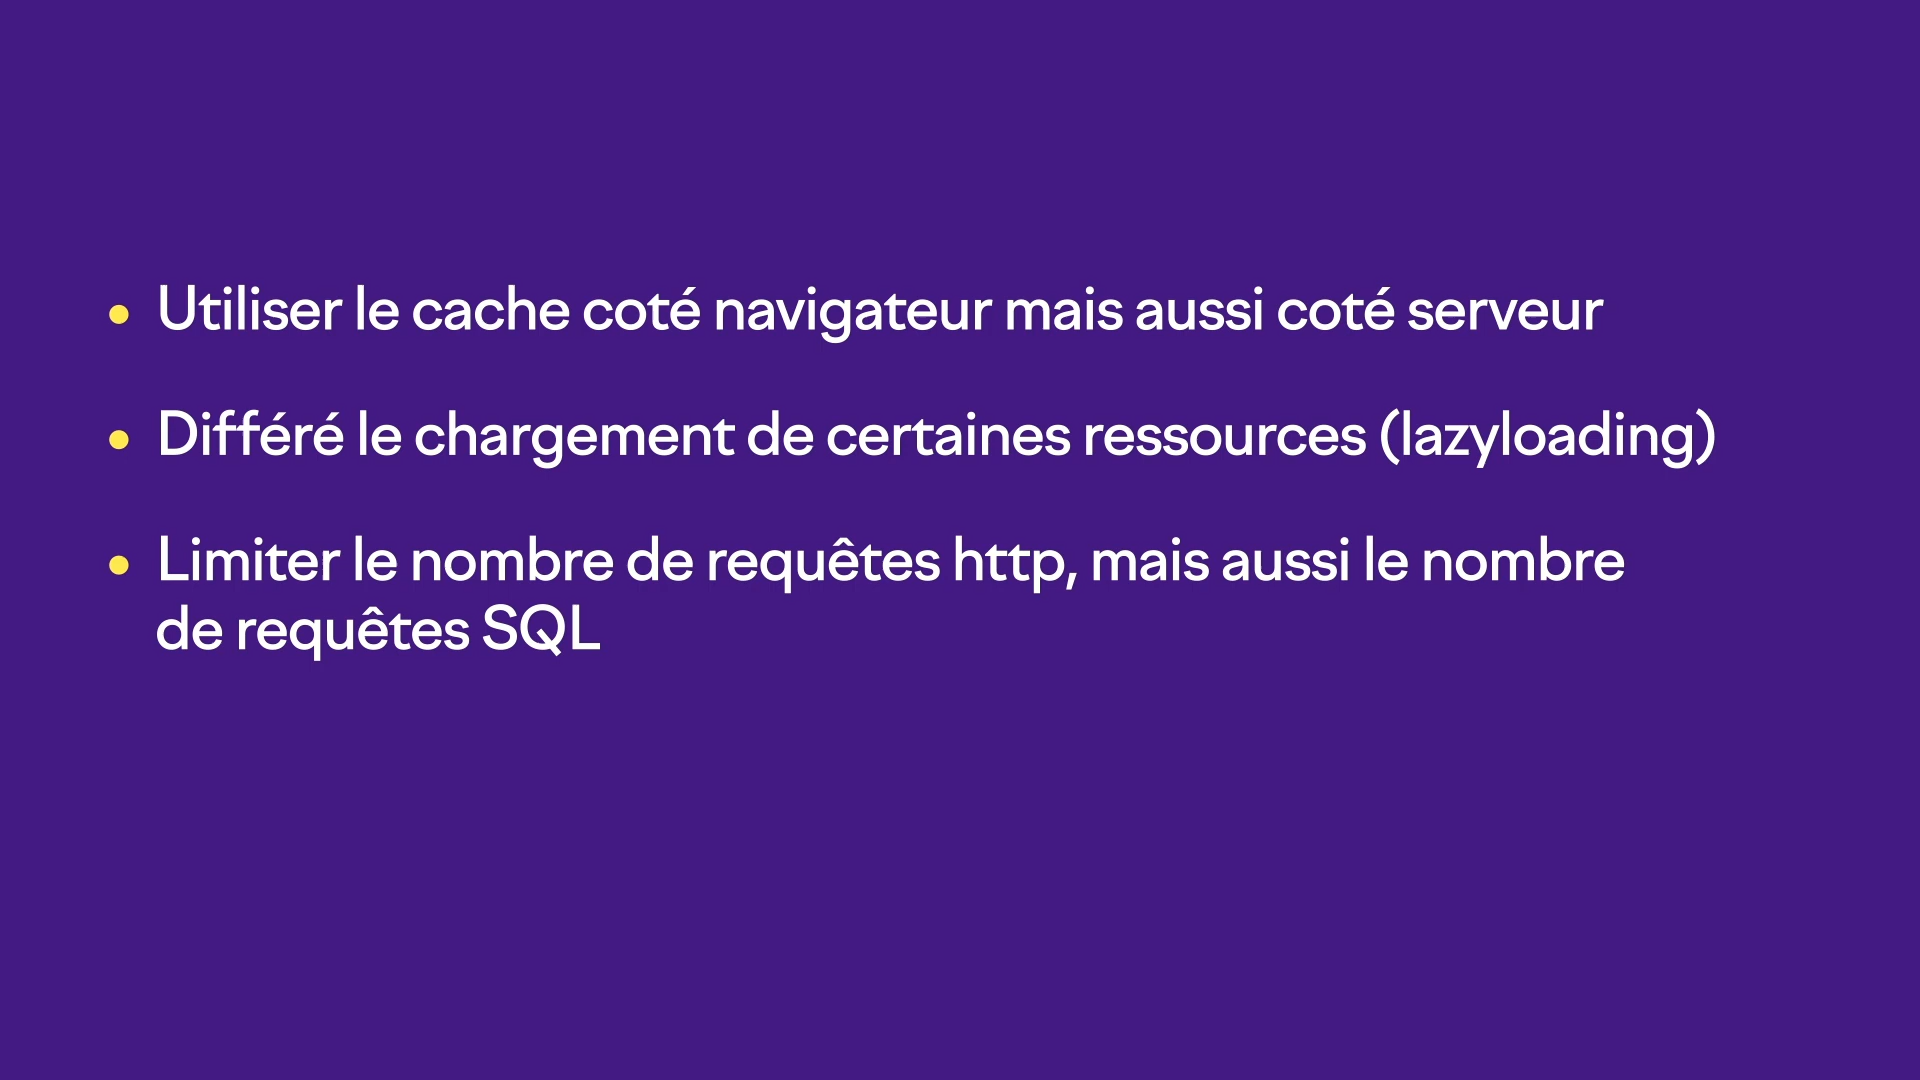 • Utiliser le cache coté navigateur mais aussi coté serveur
• Différé le chargement de certaines ressources (lazyloading)
• Limiter le nombre de requêtes http, mais aussi le nombre
de requêtes SQL